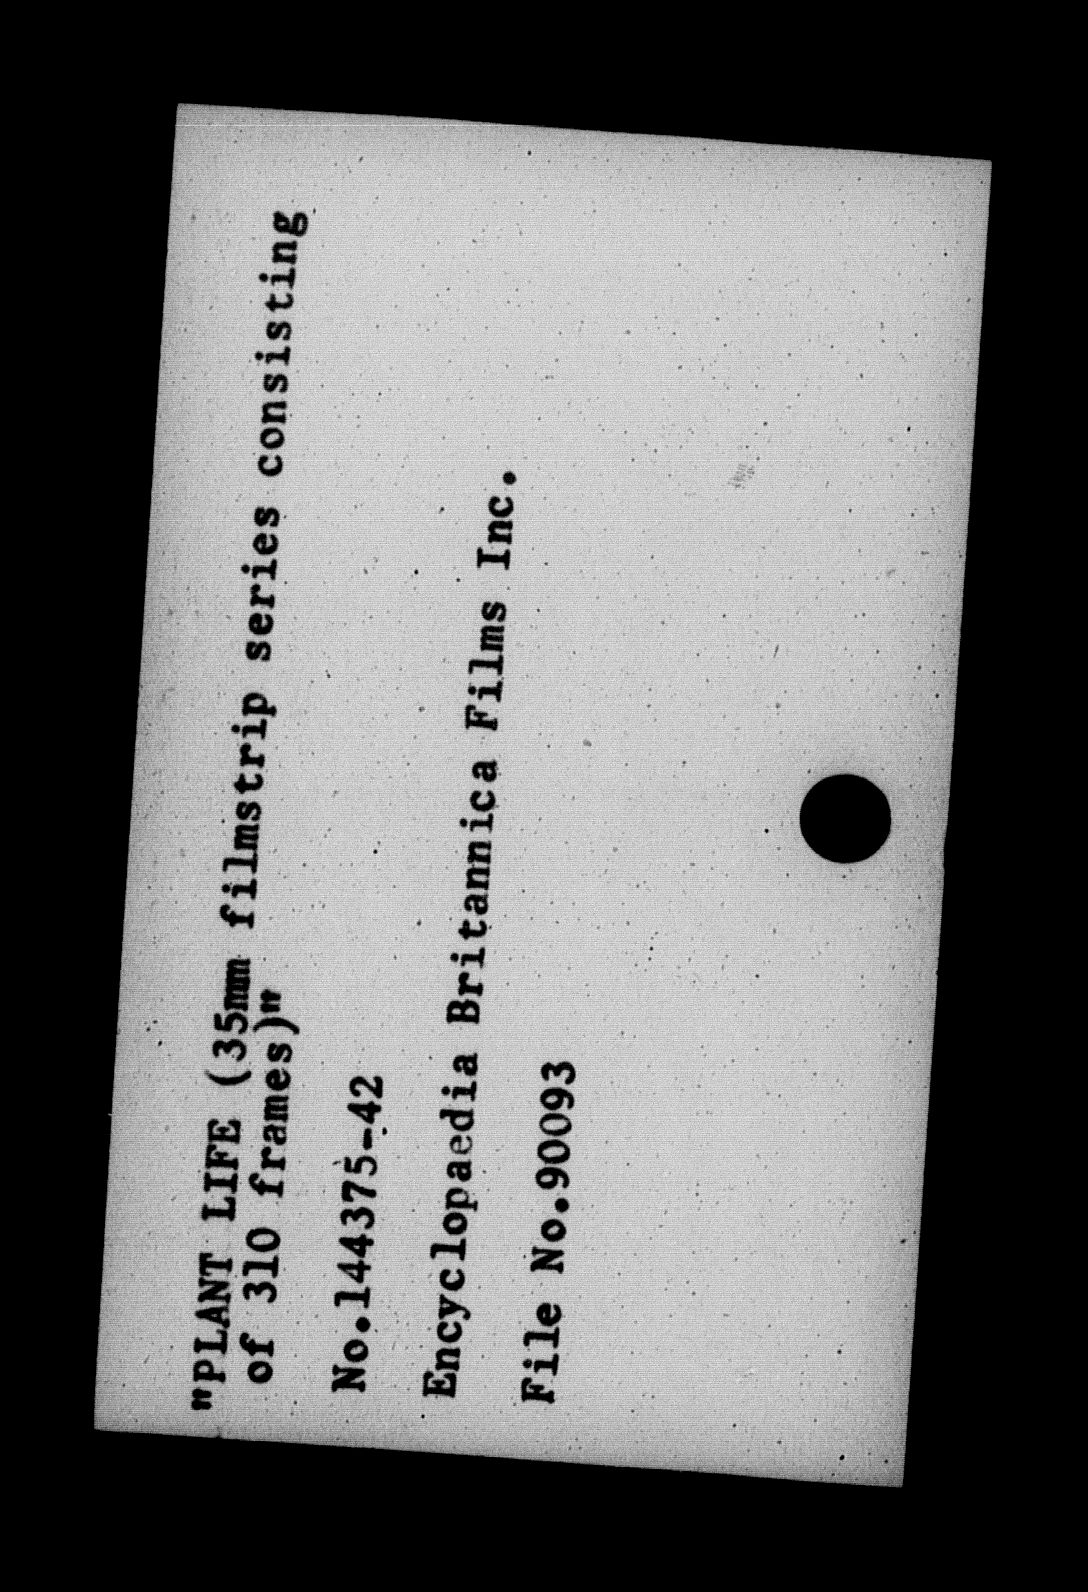 "PLANT LIFE (35mm filmstrip series consisting
of 310 frames)"
No.144375-42
Encyclopaedia Britannica Films Inc.
File No.90093